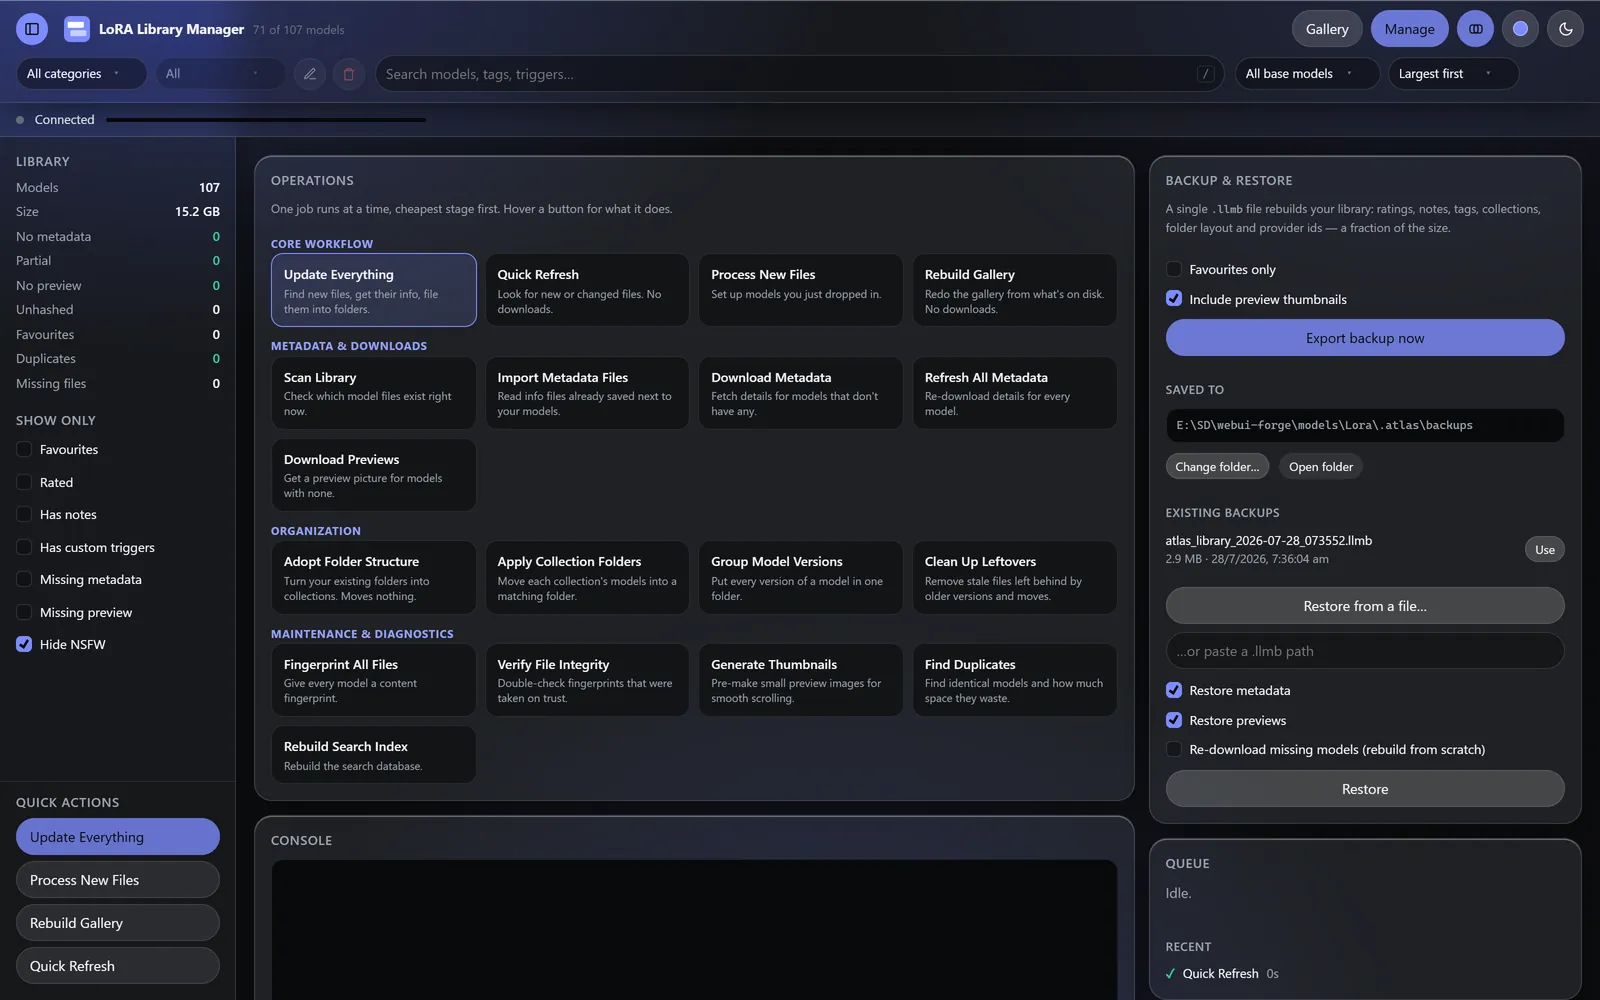 LoRA Library Manager 71 of 107 models
Gallery
Manage
All categories
All
Search models, tags, triggers... /
All base models
Largest first
Connected
LIBRARY
Models 107
Size 15.2 GB
No metadata 0
Partial 0
No preview 0
Unhashed 0
Favourites 0
Duplicates 0
Missing files 0
SHOW ONLY
Favourites
Rated
Has notes
Has custom triggers
Missing metadata
Missing preview
Hide NSFW
QUICK ACTIONS
Update Everything
Process New Files
Rebuild Gallery
Quick Refresh
OPERATIONS
One job runs at a time, cheapest stage first. Hover a button for what it does.
CORE WORKFLOW
Update Everything
Find new files, get their info, file
them into folders.
Quick Refresh
Look for new or changed files. No
downloads.
Process New Files
Set up models you just dropped in.
Rebuild Gallery
Redo the gallery from what's on disk.
No downloads.
METADATA & DOWNLOADS
Scan Library
Check which model files exist right
now.
Import Metadata Files
Read info files already saved next to
your models.
Download Metadata
Fetch details for models that don't
have any.
Refresh All Metadata
Re-download details for every
model.
Download Previews
Get a preview picture for models
with none.
ORGANIZATION
Adopt Folder Structure
Turn your existing folders into
collections. Moves nothing.
Apply Collection Folders
Move each collection's models into a
matching folder.
Group Model Versions
Put every version of a model in one
folder.
Clean Up Leftovers
Remove stale files left behind by
older versions and moves.
MAINTENANCE & DIAGNOSTICS
Fingerprint All Files
Give every model a content
fingerprint.
Verify File Integrity
Double-check fingerprints that were
taken on trust.
Generate Thumbnails
Pre-make small preview images for
smooth scrolling.
Find Duplicates
Find identical models and how much
space they waste.
Rebuild Search Index
Rebuild the search database.
CONSOLE
BACKUP & RESTORE
A single .llmb file rebuilds your library: ratings, notes, tags, collections,
folder layout and provider ids — a fraction of the size.
Favourites only
Include preview thumbnails
Export backup now
SAVED TO
E:\SD\webui-forge\models\Lora\.atlas\backups
Change folder...
Open folder
EXISTING BACKUPS
atlas_library_2026-07-28_073552.llmb
2.9 MB · 28/7/2026, 7:36:04 am
Use
Restore from a file...
...or paste a .llmb path
Restore metadata
Restore previews
Re-download missing models (rebuild from scratch)
Restore
QUEUE
Idle.
RECENT
✓ Quick Refresh 0s